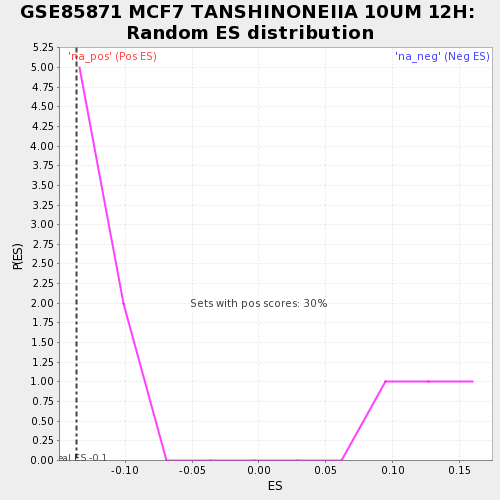 GSE85871 MCF7 TANSHINONEIIA 10UM 12H:
Random ES distribution
'na_pos' (Pos ES) 'na_neg' (Neg ES)
5.25
5.00
4.75
4.50
4.25
4.00
3.75
3.50
3.25
3.00
2.75
2.50
2.25
2.00
1.75
1.50
1.25
1.00
0.75
0.50
0.25
0.00
P(ES)
Sets with pos scores: 30%
ES -0.1
-0.10 -0.05 0.00 0.05 0.10 0.15
ES